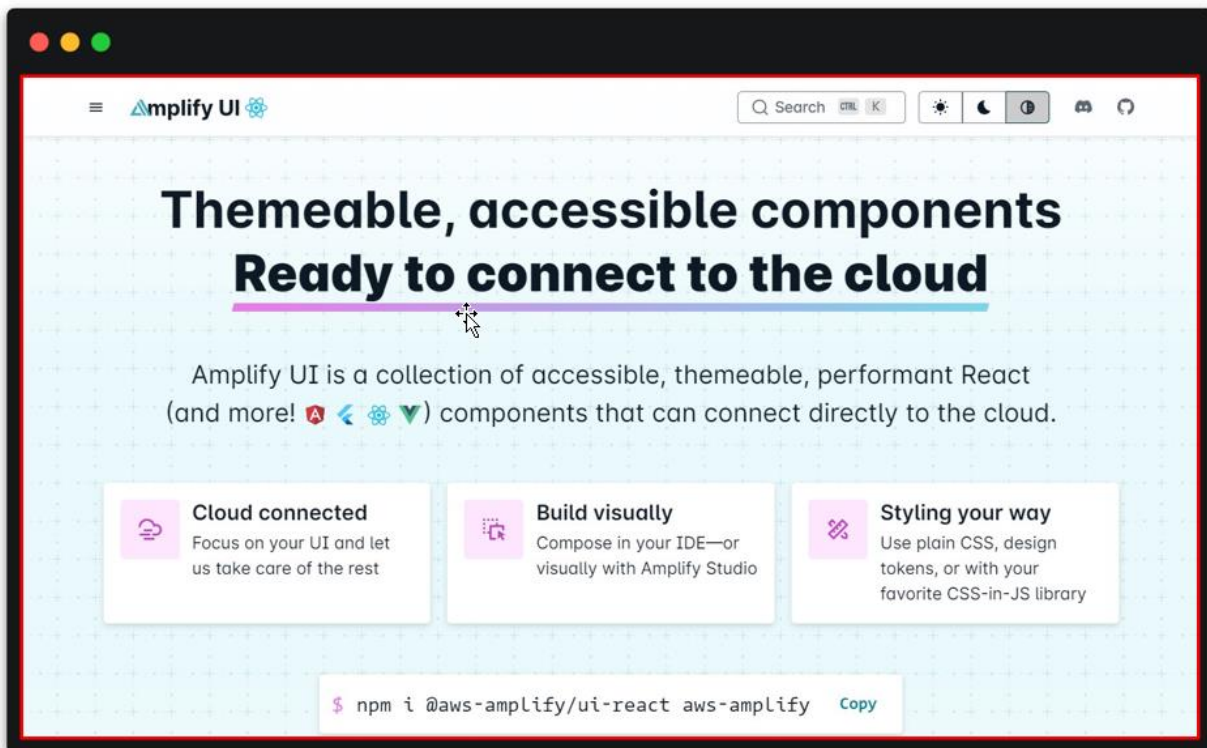 Amplify UI
Search CTRL K
Themeable, accessible components
Ready to connect to the cloud
Amplify UI is a collection of accessible, themeable, performant React
(and more! ) components that can connect directly to the cloud.
Cloud connected
Focus on your UI and let
us take care of the rest
Build visually
Compose in your IDE—or
visually with Amplify Studio
Styling your way
Use plain CSS, design
tokens, or with your
favorite CSS-in-JS library
$ npm i @aws-amplify/ui-react aws-amplify Copy